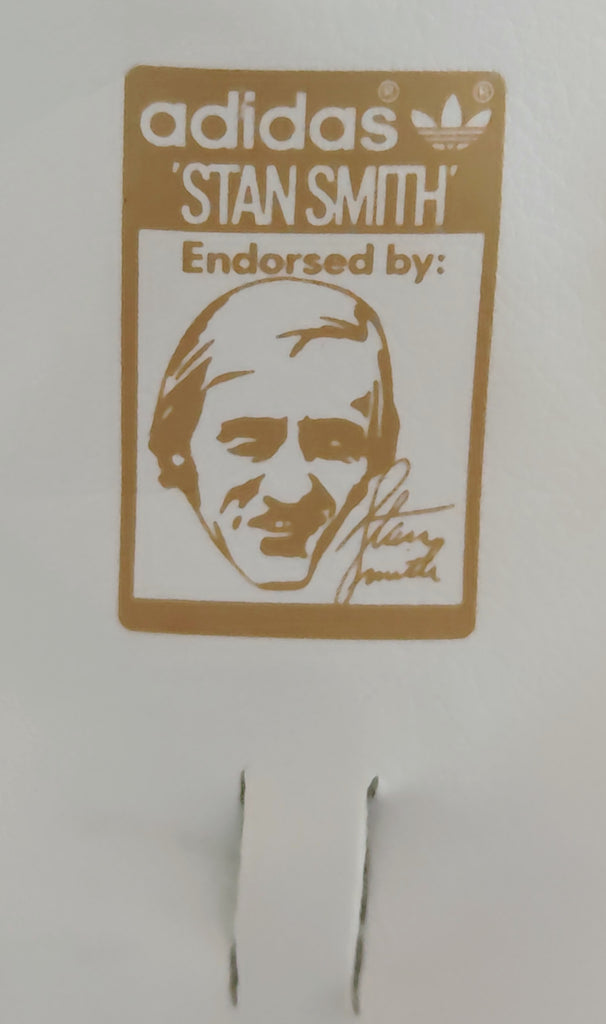 adidas®
®
'STAN SMITH'
Endorsed by:
Stan
Smith